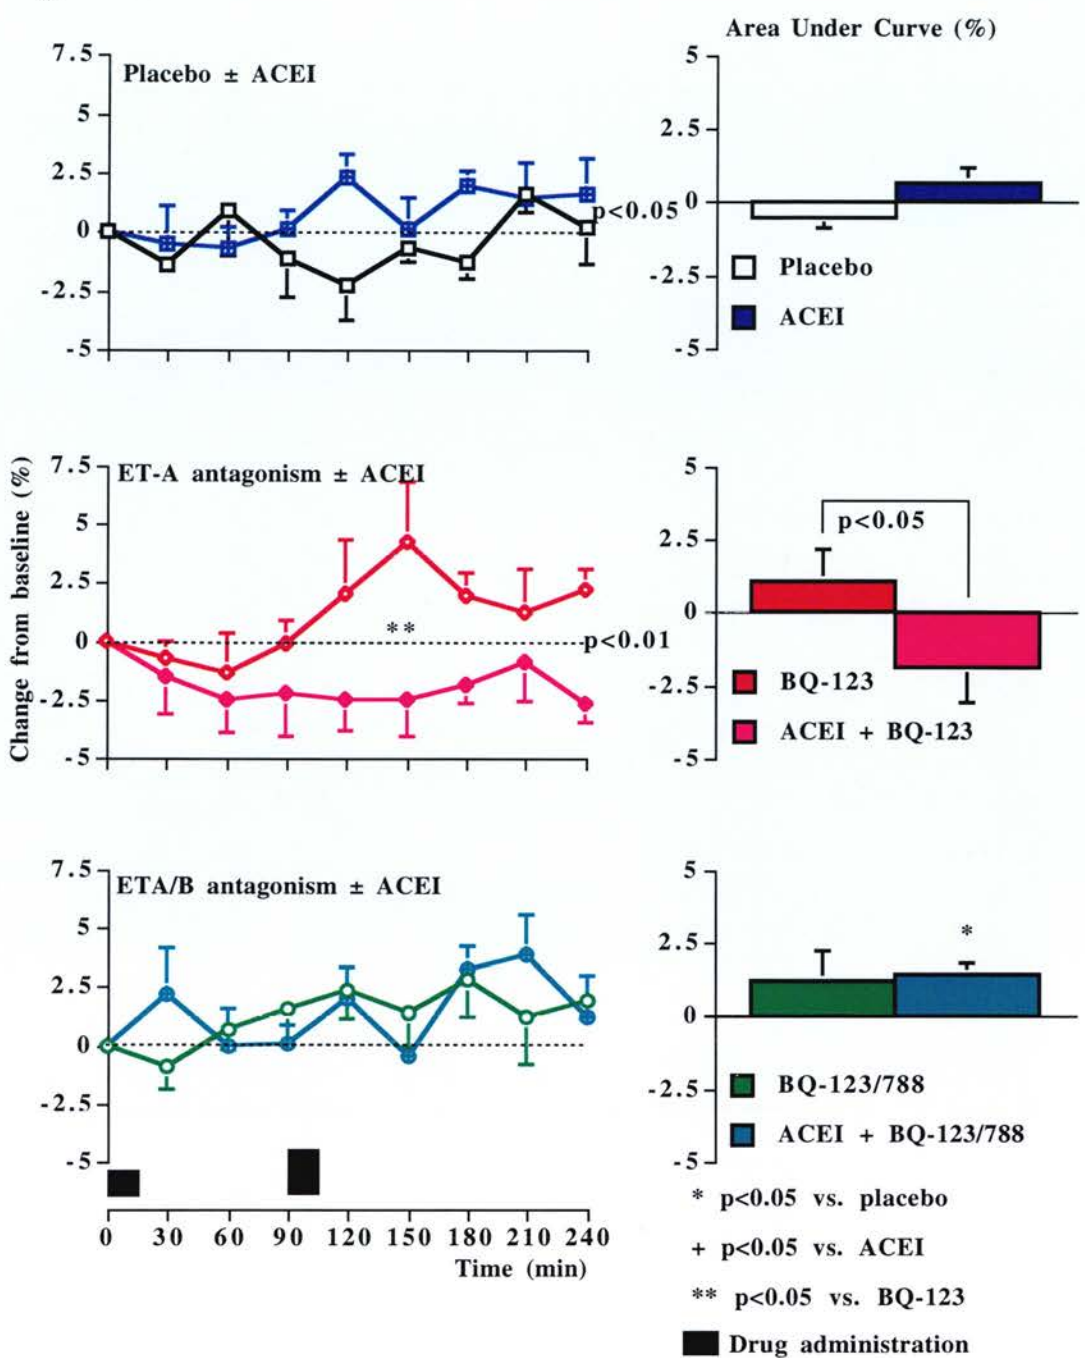 Area Under Curve (%)
7.5
5
2.5
0
-2.5
-5
Placebo ± ACEI
p<0.05
5
2.5
0
-2.5
-5
Placebo
ACEI
Change from baseline (%)
7.5
5
2.5
0
-2.5
-5
ET-A antagonism ± ACEI
**
p<0.01
5
2.5
0
-2.5
-5
p<0.05
BQ-123
ACEI + BQ-123
7.5
5
2.5
0
-2.5
-5
ETA/B antagonism ± ACEI
0 30 60 90 120 150 180 210 240
Time (min)
5
2.5
0
-2.5
-5
*
BQ-123/788
ACEI + BQ-123/788
* p<0.05 vs. placebo
+ p<0.05 vs. ACEI
** p<0.05 vs. BQ-123
Drug administration